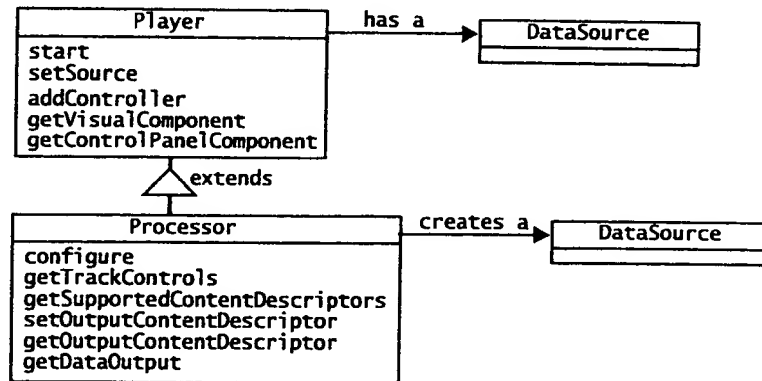 Player
has a
DataSource
start
setSource
addController
getVisualComponent
getControlPanelComponent
extends
Processor
creates a
DataSource
configure
getTrackControls
getSupportedContentDescriptors
setOutputContentDescriptor
getOutputContentDescriptor
getDataOutput